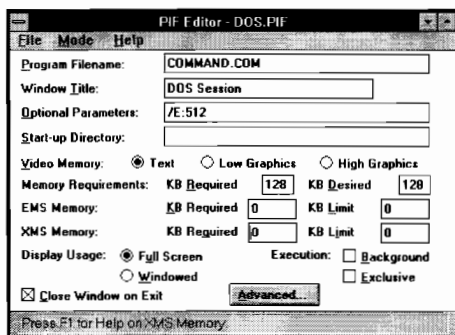 PIF Editor - DOS.PIF
File Mode Help
Program Filename: COMMAND.COM
Window Title: DOS Session
Optional Parameters: /E:512
Start-up Directory:
Video Memory: Text Low Graphics High Graphics
Memory Requirements: KB Required 128 KB Desired 128
EMS Memory: KB Required 0 KB Limit 0
XMS Memory: KB Required 0 KB Limit 0
Display Usage: Full Screen Execution: Background
Windowed Exclusive
Close Window on Exit Advanced...
Press F1 for Help on XMS Memory.